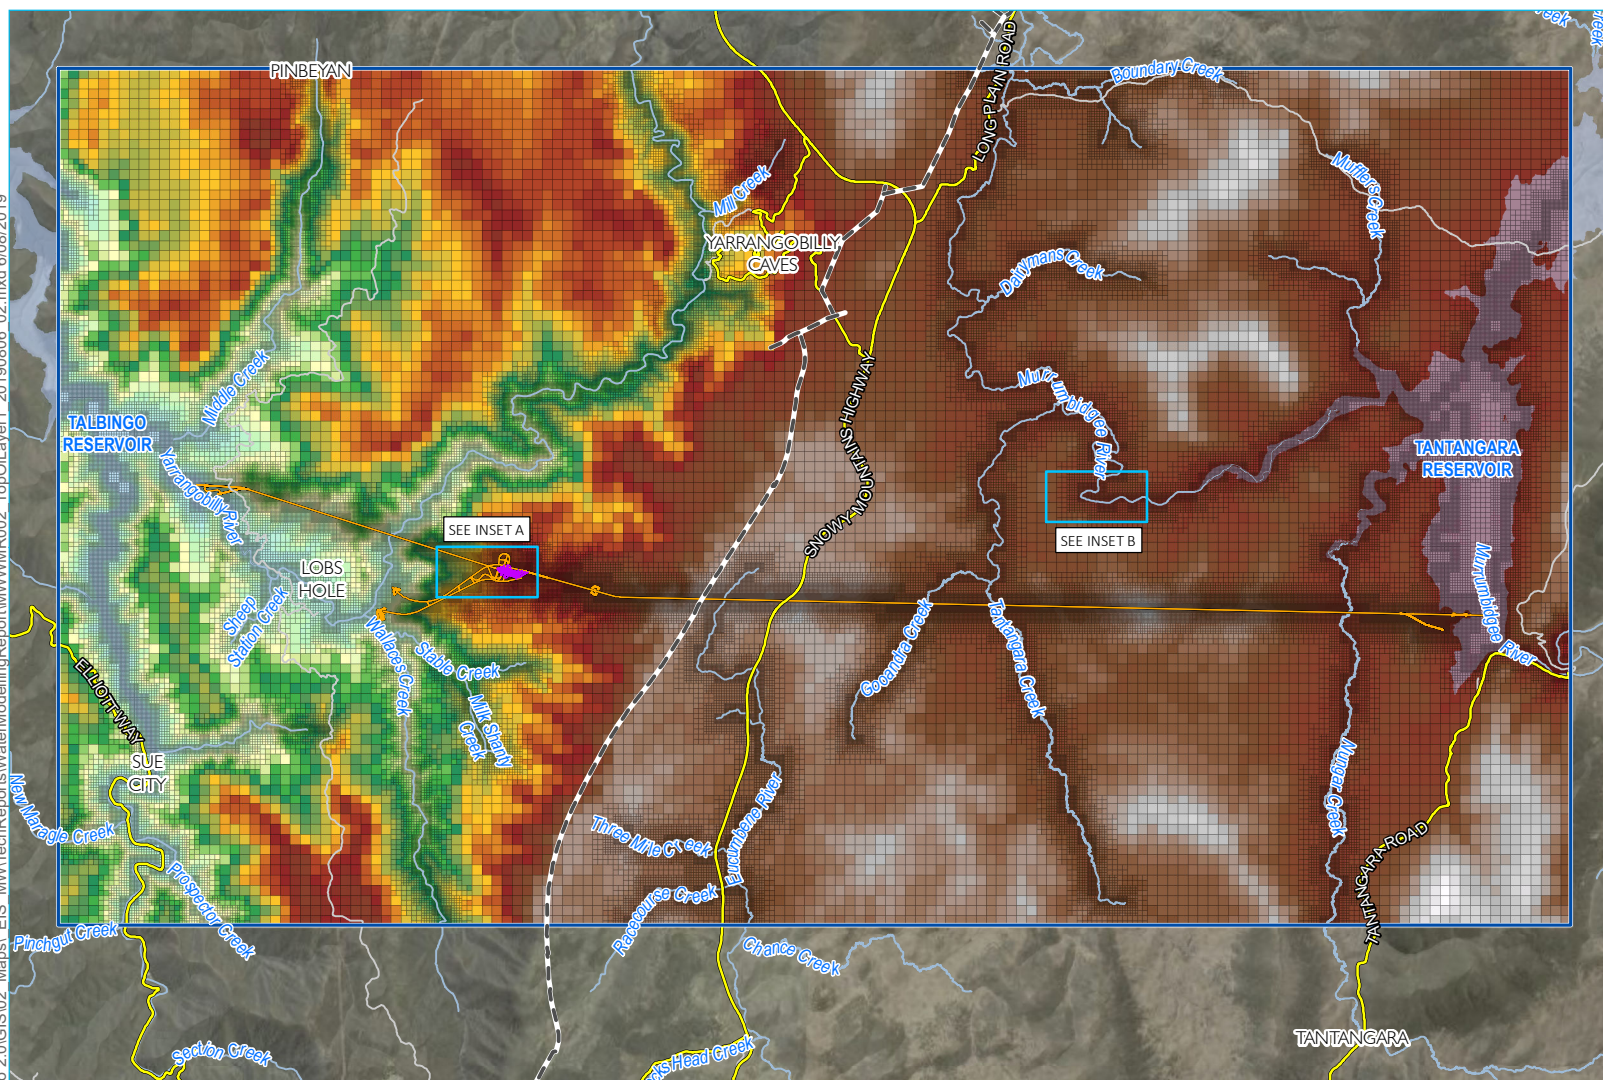 PINBEYAN
Boundary Creek
LONG PLAIN ROAD
Mufflers Creek
Mill Creek
YARRANGOBILLY
CAVES
Dairymans Creek
Middle Creek
Murrumbidgee River
SNOWY MOUNTAINS HIGHWAY
TALBINGO
RESERVOIR
TANTANGARA
RESERVOIR
Yarrangobilly
River
SEE INSET A
SEE INSET B
LOBS
HOLE
Sheep
Station Creek
Wallaces Creek
Stable Creek
Milk Shanty
Creek
Gooandra Creek
Tantangara Creek
Murrumbidgee
River
ELLIOTT WAY
SUE
CITY
New Maragle Creek
Prospector Creek
Pinchgut Creek
Section Creek
Three Mile Creek
Eucumbene River
Racecourse Creek
Chance Creek
cks Head Creek
Nungar Creek
TANTANGARA ROAD
TANTANGARA